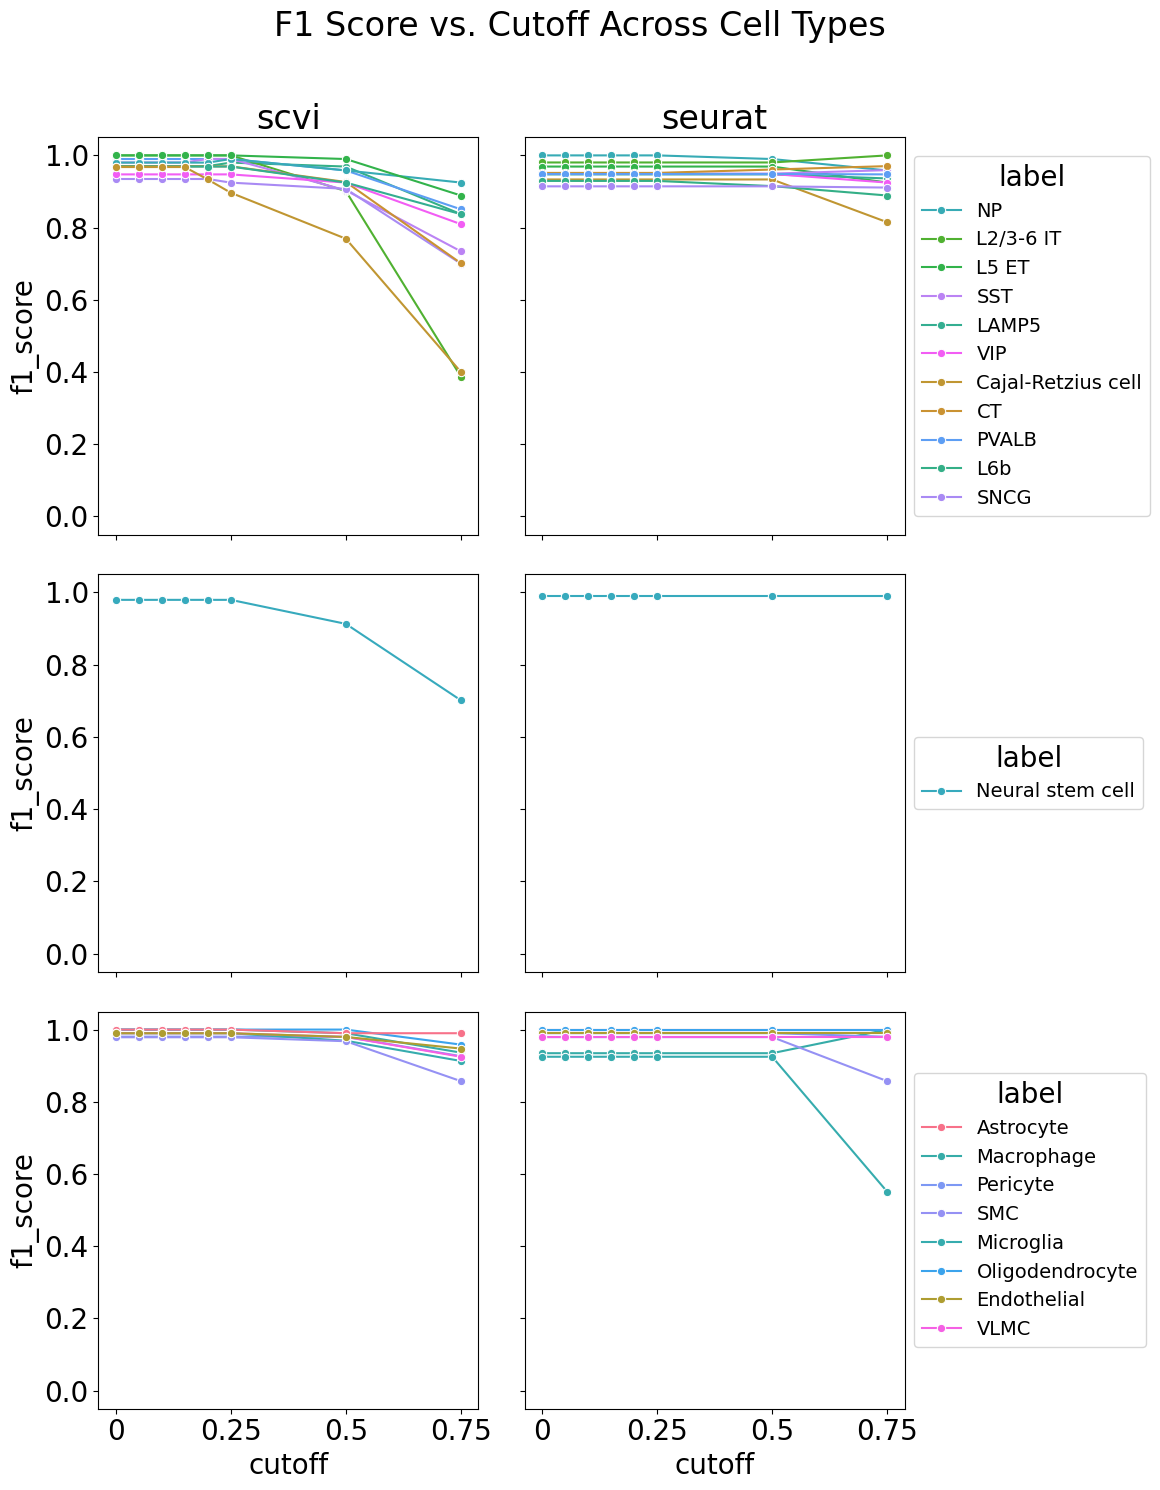 F1 Score vs. Cutoff Across Cell Types
scvi
seurat
1.0
0.8
0.6
0.4
0.2
0.0
f1_score
label
NP
L2/3-6 IT
L5 ET
SST
LAMP5
VIP
Cajal-Retzius cell
CT
PVALB
L6b
SNCG
1.0
0.8
0.6
0.4
0.2
0.0
f1_score
label
Neural stem cell
1.0
0.8
0.6
0.4
0.2
0.0
f1_score
label
Astrocyte
Macrophage
Pericyte
SMC
Microglia
Oligodendrocyte
Endothelial
VLMC
0 0.25 0.5 0.75
0 0.25 0.5 0.75
cutoff
cutoff